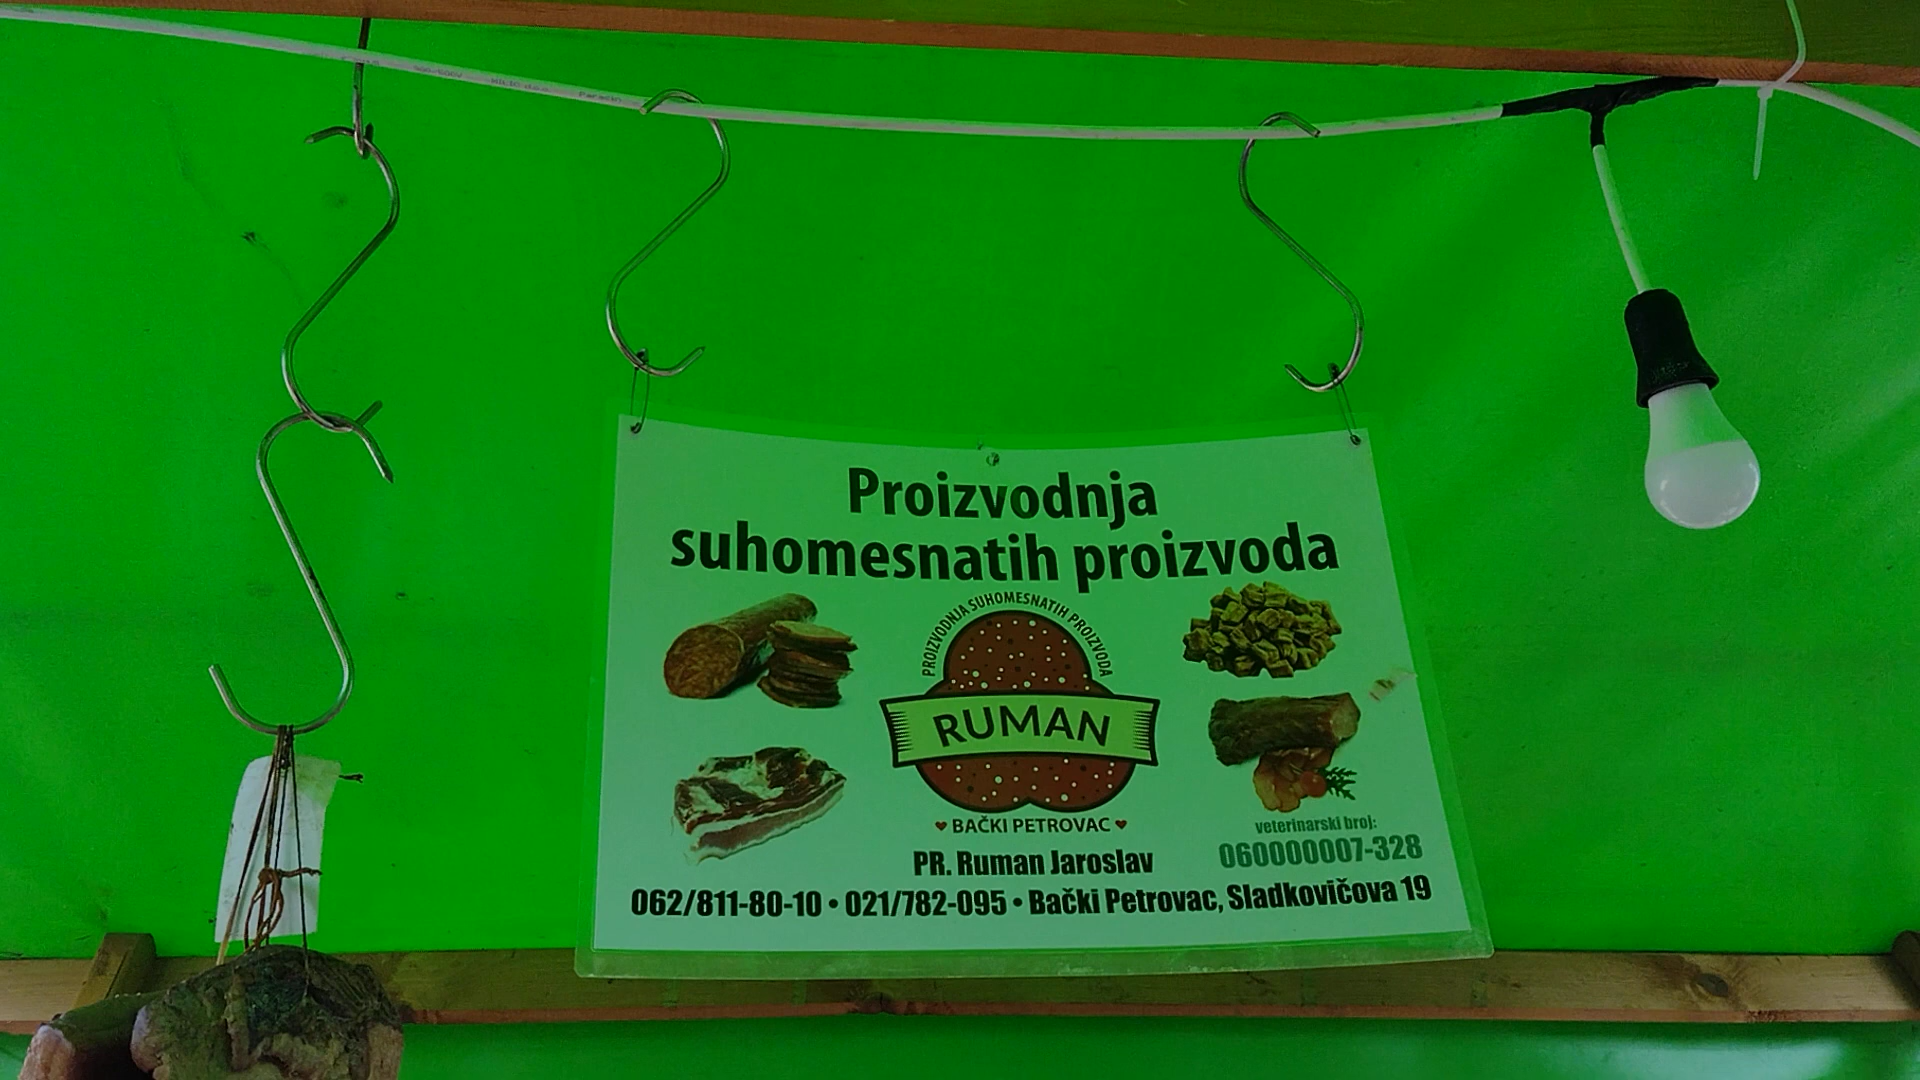 Proizvodnja
suhomesnatih proizvoda
PROIZVODNJA SUHOMESNATIH PROIZVODA
RUMAN
BAČKI PETROVAC
veterinarski broj:
060000007-328
PR. Ruman Jaroslav
062/811-80-10 • 021/782-095 • Bački Petrovac, Sladkovičova 19